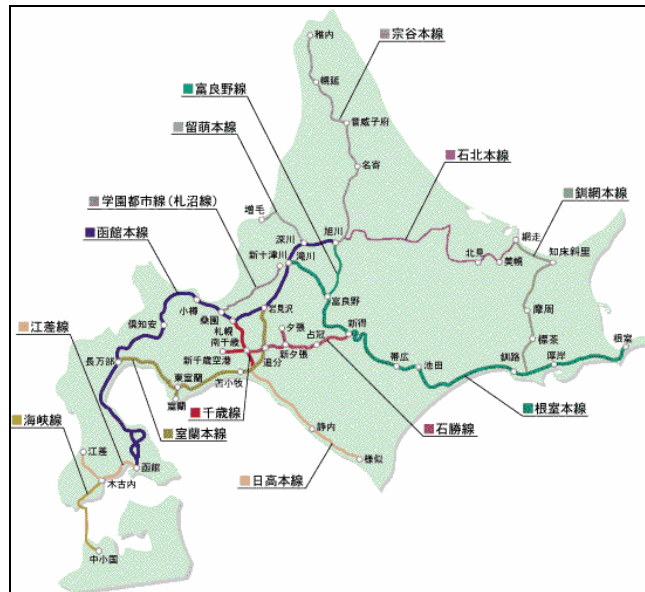 稚内
宗谷本線
幌延
富良野線
音威子府
留萌本線
石北本線
名寄
学園都市線(札沼線)
釧網本線
増毛
函館本線
深川
旭川
網走
新十津川
滝川
北見
美幌
知床斜里
小樽
岩見沢
富良野
摩周
江差線
倶知安
桑園
札幌
夕張
占冠
新得
標茶
根室
南千歳
長万部
新千歳空港
追分
新夕張
帯広
池田
釧路
厚岸
東室蘭
苫小牧
室蘭
千歳線
根室本線
海峡線
室蘭本線
静内
石勝線
江差
函館
様似
木古内
日高本線
中小国